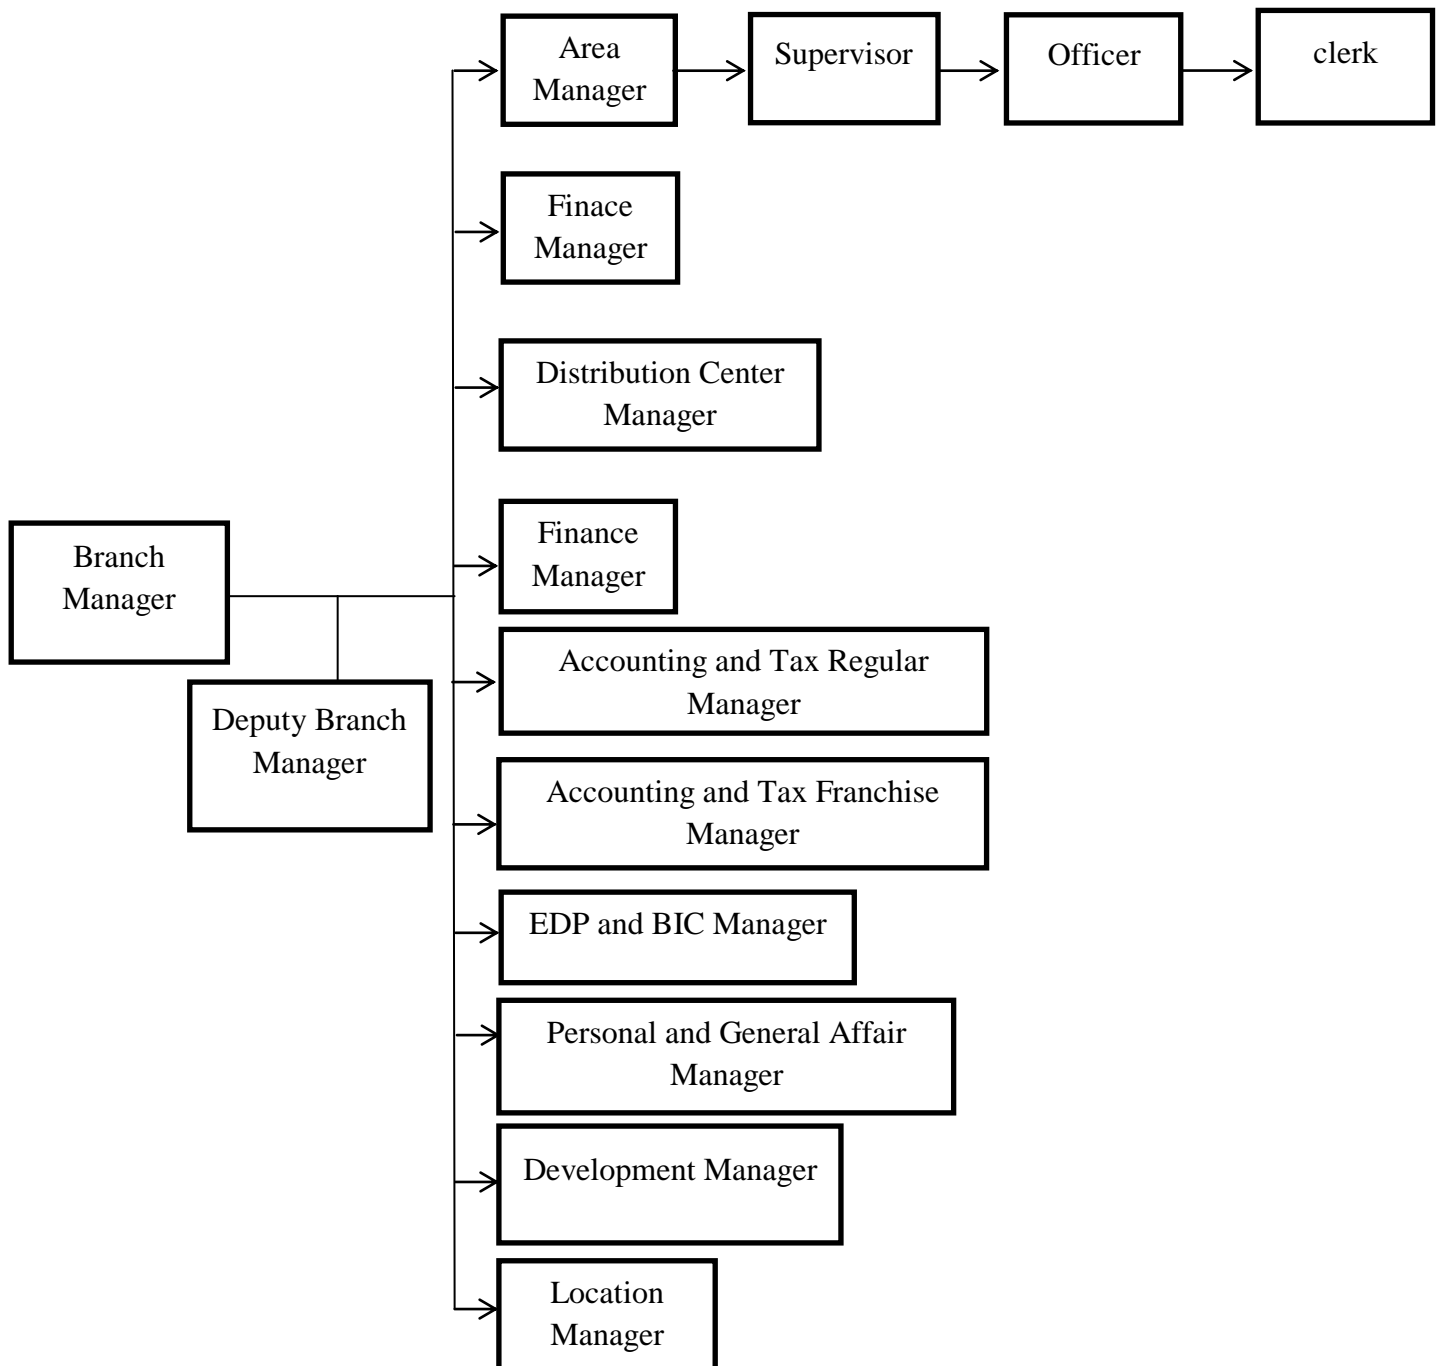 Area
Manager
Supervisor
Officer
clerk
Finace
Manager
Distribution Center
Manager
Finance
Manager
Branch
Manager
Accounting and Tax Regular
Manager
Deputy Branch
Manager
Accounting and Tax Franchise
Manager
EDP and BIC Manager
Personal and General Affair
Manager
Development Manager
Location
Manager